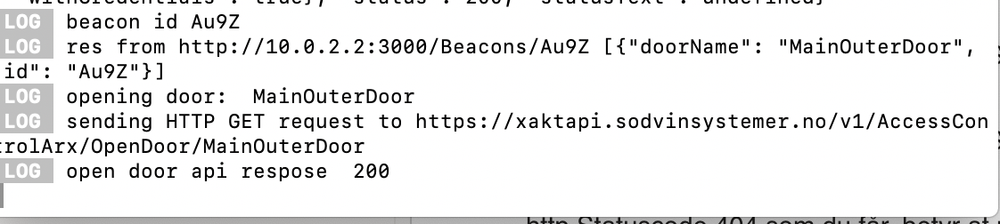 withCredentials": true}, "status": 200, "statusText": undefined}
LOG beacon id Au9Z
LOG res from http://10.0.2.2:3000/Beacons/Au9Z [{"doorName": "MainOuterDoor",
id": "Au9Z"}]
LOG opening door:  MainOuterDoor
LOG sending HTTP GET request to https://xaktapi.sodvinsystemer.no/v1/AccessCon
trolArx/OpenDoor/MainOuterDoor
LOG open door api respose  200
http Statuscode 404 som du får, betyr at